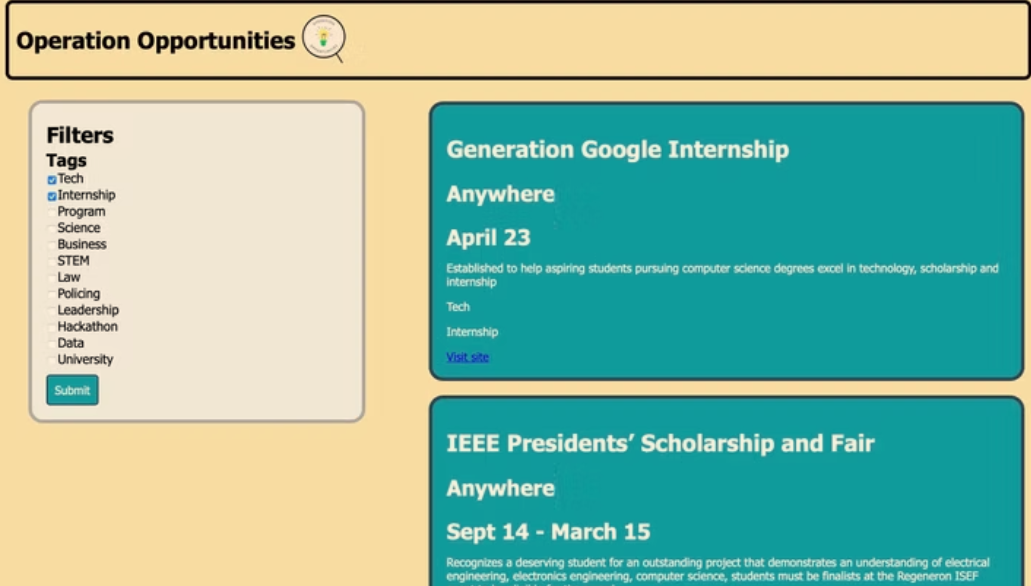 Operation Opportunities
Filters
Tags
Tech
Internship
Program
Science
Business
STEM
Law
Policing
Leadership
Hackathon
Data
University
Submit
Generation Google Internship
Anywhere
April 23
Established to help aspiring students pursuing computer science degrees excel in technology, scholarship and
internship
Tech
Internship
Visit site
IEEE Presidents’ Scholarship and Fair
Anywhere
Sept 14 - March 15
Recognizes a deserving student for an outstanding project that demonstrates an understanding of electrical
engineering, electronics engineering, computer science, students must be finalists at the Regeneron ISEF